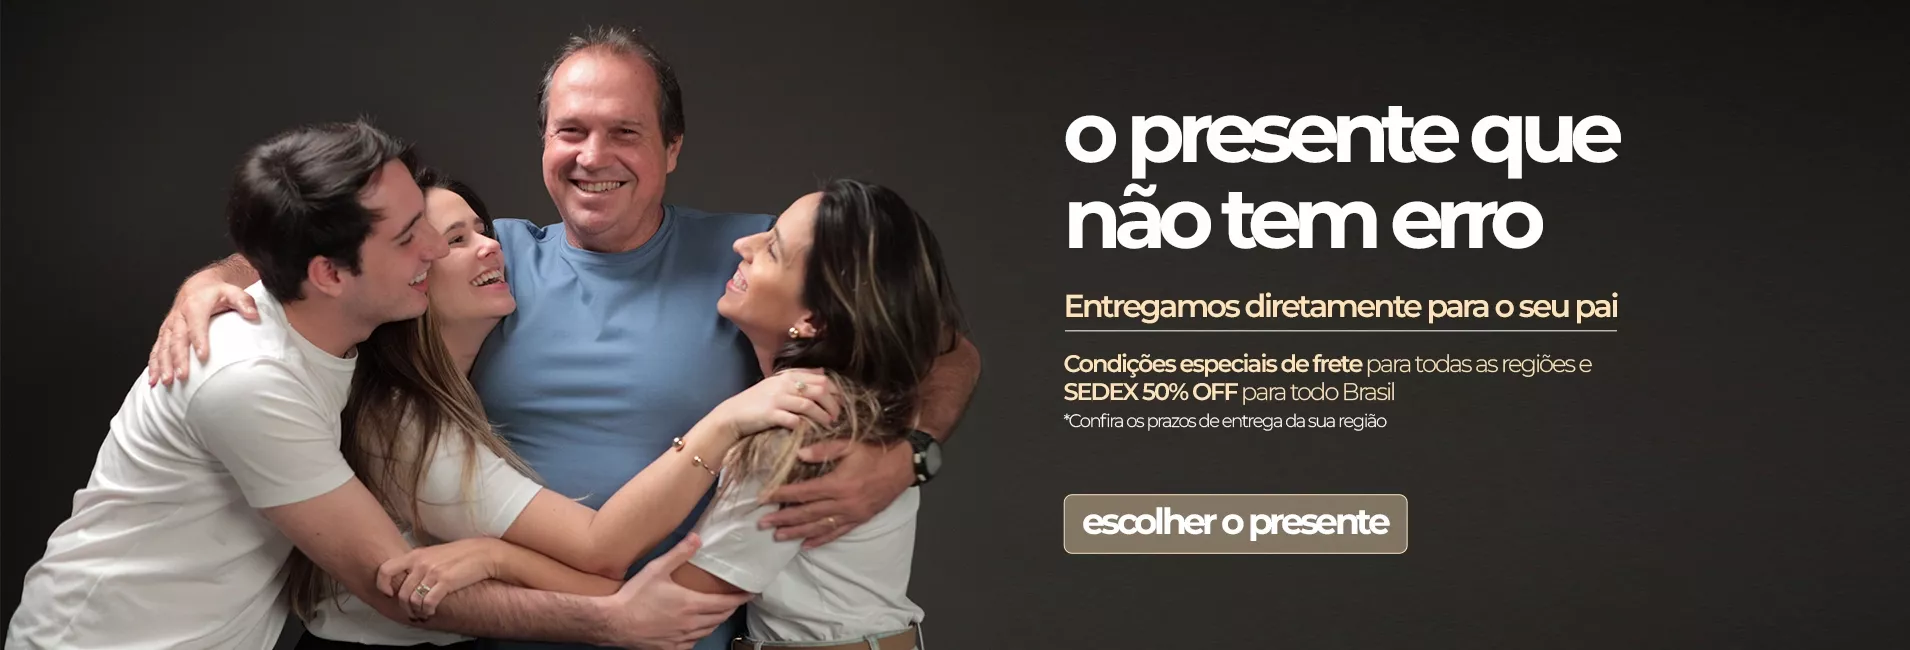 o presente que
não tem erro
Entregamos diretamente para o seu pai
Condições especiais de frete para todas as regiões e
SEDEX 50% OFF para todo Brasil
*Confira os prazos de entrega da sua região
escolher o presente